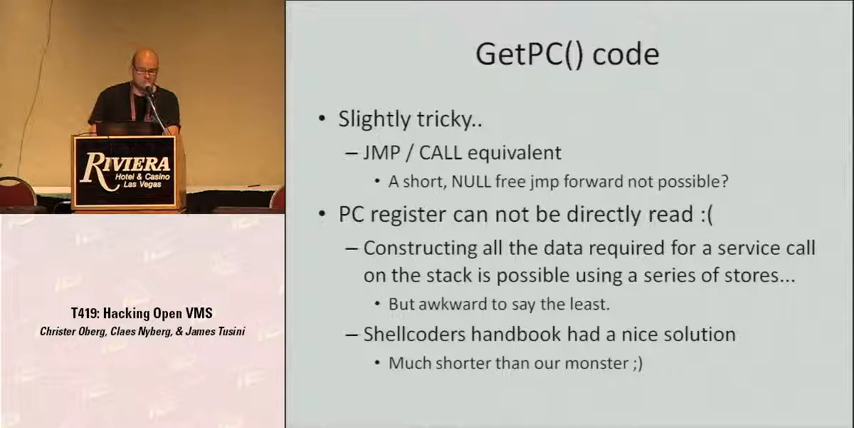 RIVIERA
Hotel & Casino
Las Vegas
T419: Hacking Open VMS
Christer Oberg, Claes Nyberg, & James Tusini
GetPC() code
• Slightly tricky..
– JMP / CALL equivalent
• A short, NULL free jmp forward not possible?
• PC register can not be directly read :(
– Constructing all the data required for a service call
on the stack is possible using a series of stores...
• But awkward to say the least.
– Shellcoders handbook had a nice solution
• Much shorter than our monster ;)